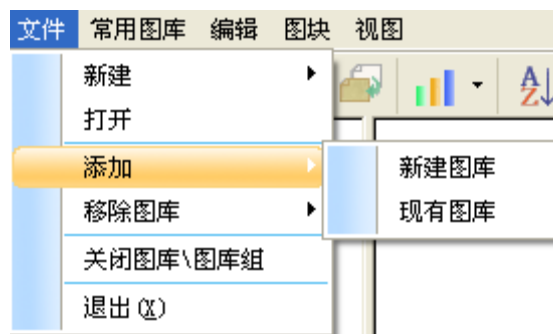 文件 常用图库 编辑 图块 视图
新建
打开
添加
新建图库
移除图库
现有图库
关闭图库\图库组
退出(X)